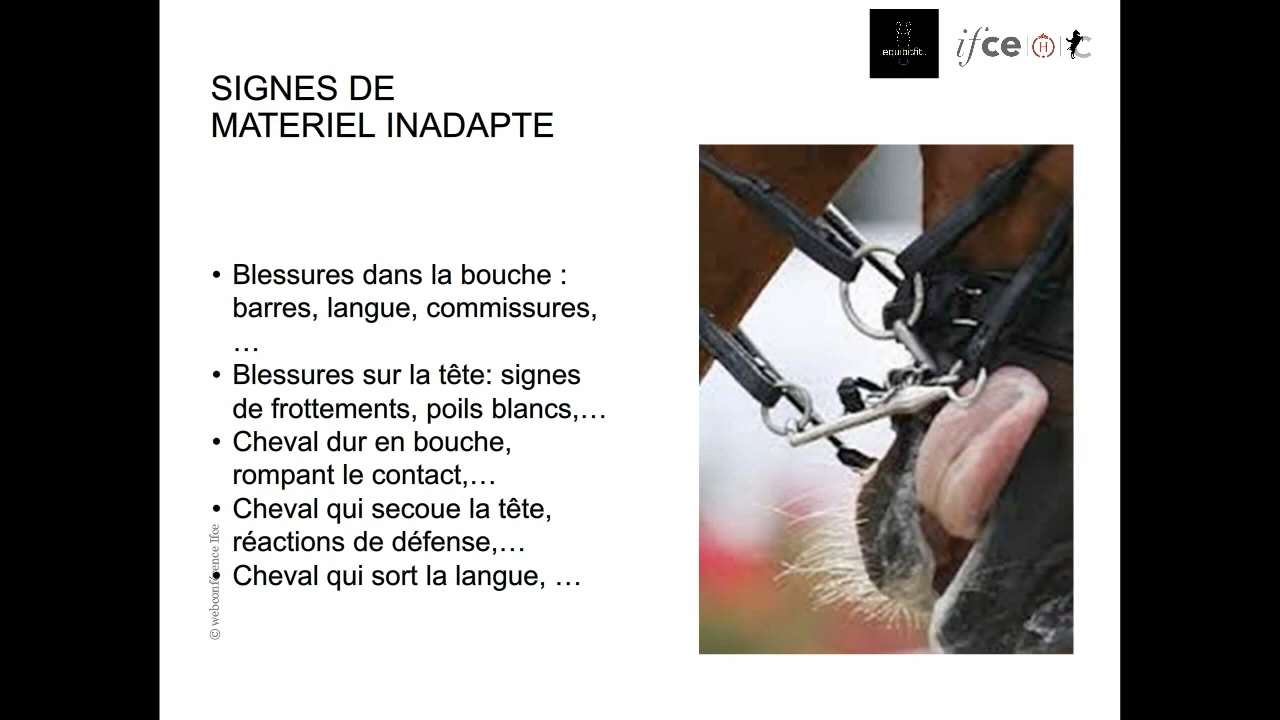 equibitfit.
ifce
SIGNES DE
MATERIEL INADAPTE
• Blessures dans la bouche :
barres, langue, commissures,
…
• Blessures sur la tête: signes
de frottements, poils blancs,…
• Cheval dur en bouche,
rompant le contact,…
• Cheval qui secoue la tête,
réactions de défense,…
• Cheval qui sort la langue, …
© webconférence Ifce